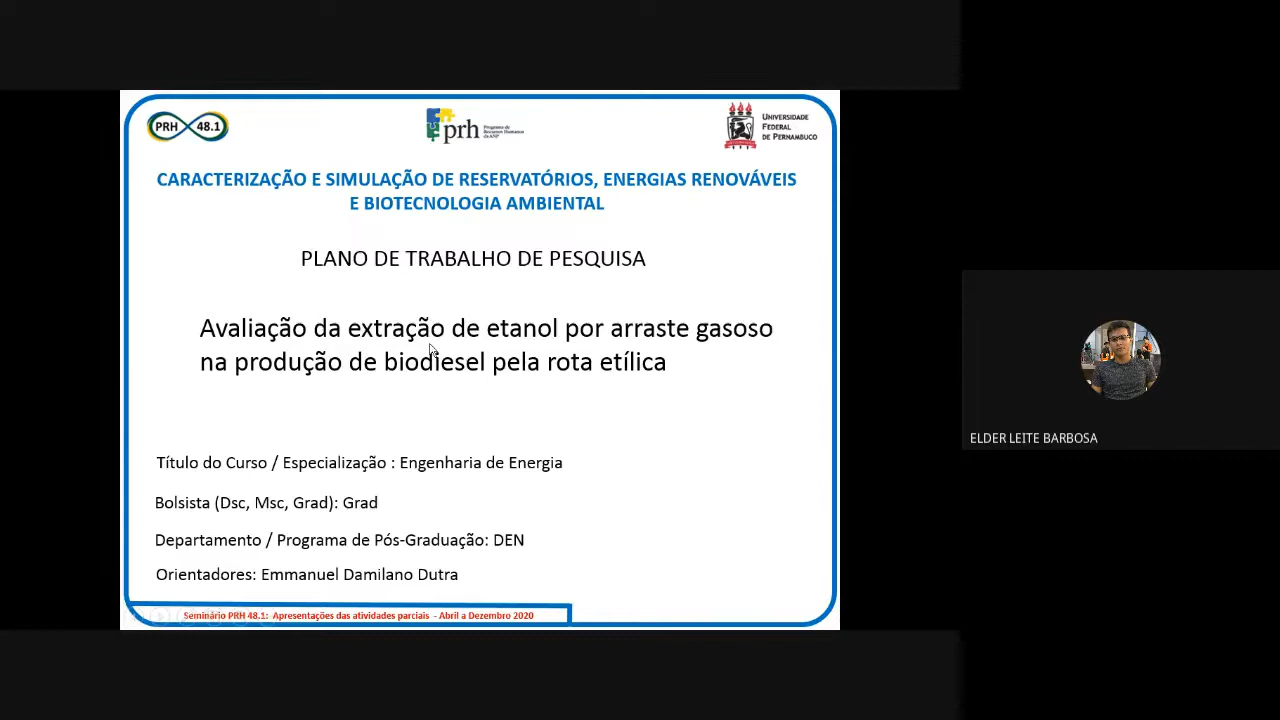 PRH 48.1
prh Programa de
Recursos Humanos
da ANP
UNIVERSIDADE
FEDERAL
DE PERNAMBUCO
CARACTERIZAÇÃO E SIMULAÇÃO DE RESERVATÓRIOS, ENERGIAS RENOVÁVEIS
E BIOTECNOLOGIA AMBIENTAL
PLANO DE TRABALHO DE PESQUISA
Avaliação da extração de etanol por arraste gasoso
na produção de biodiesel pela rota etílica
Título do Curso / Especialização : Engenharia de Energia
Bolsista (Dsc, Msc, Grad): Grad
Departamento / Programa de Pós-Graduação: DEN
Orientadores: Emmanuel Damilano Dutra
Seminário PRH 48.1: Apresentações das atividades parciais - Abril a Dezembro 2020
ELDER LEITE BARBOSA